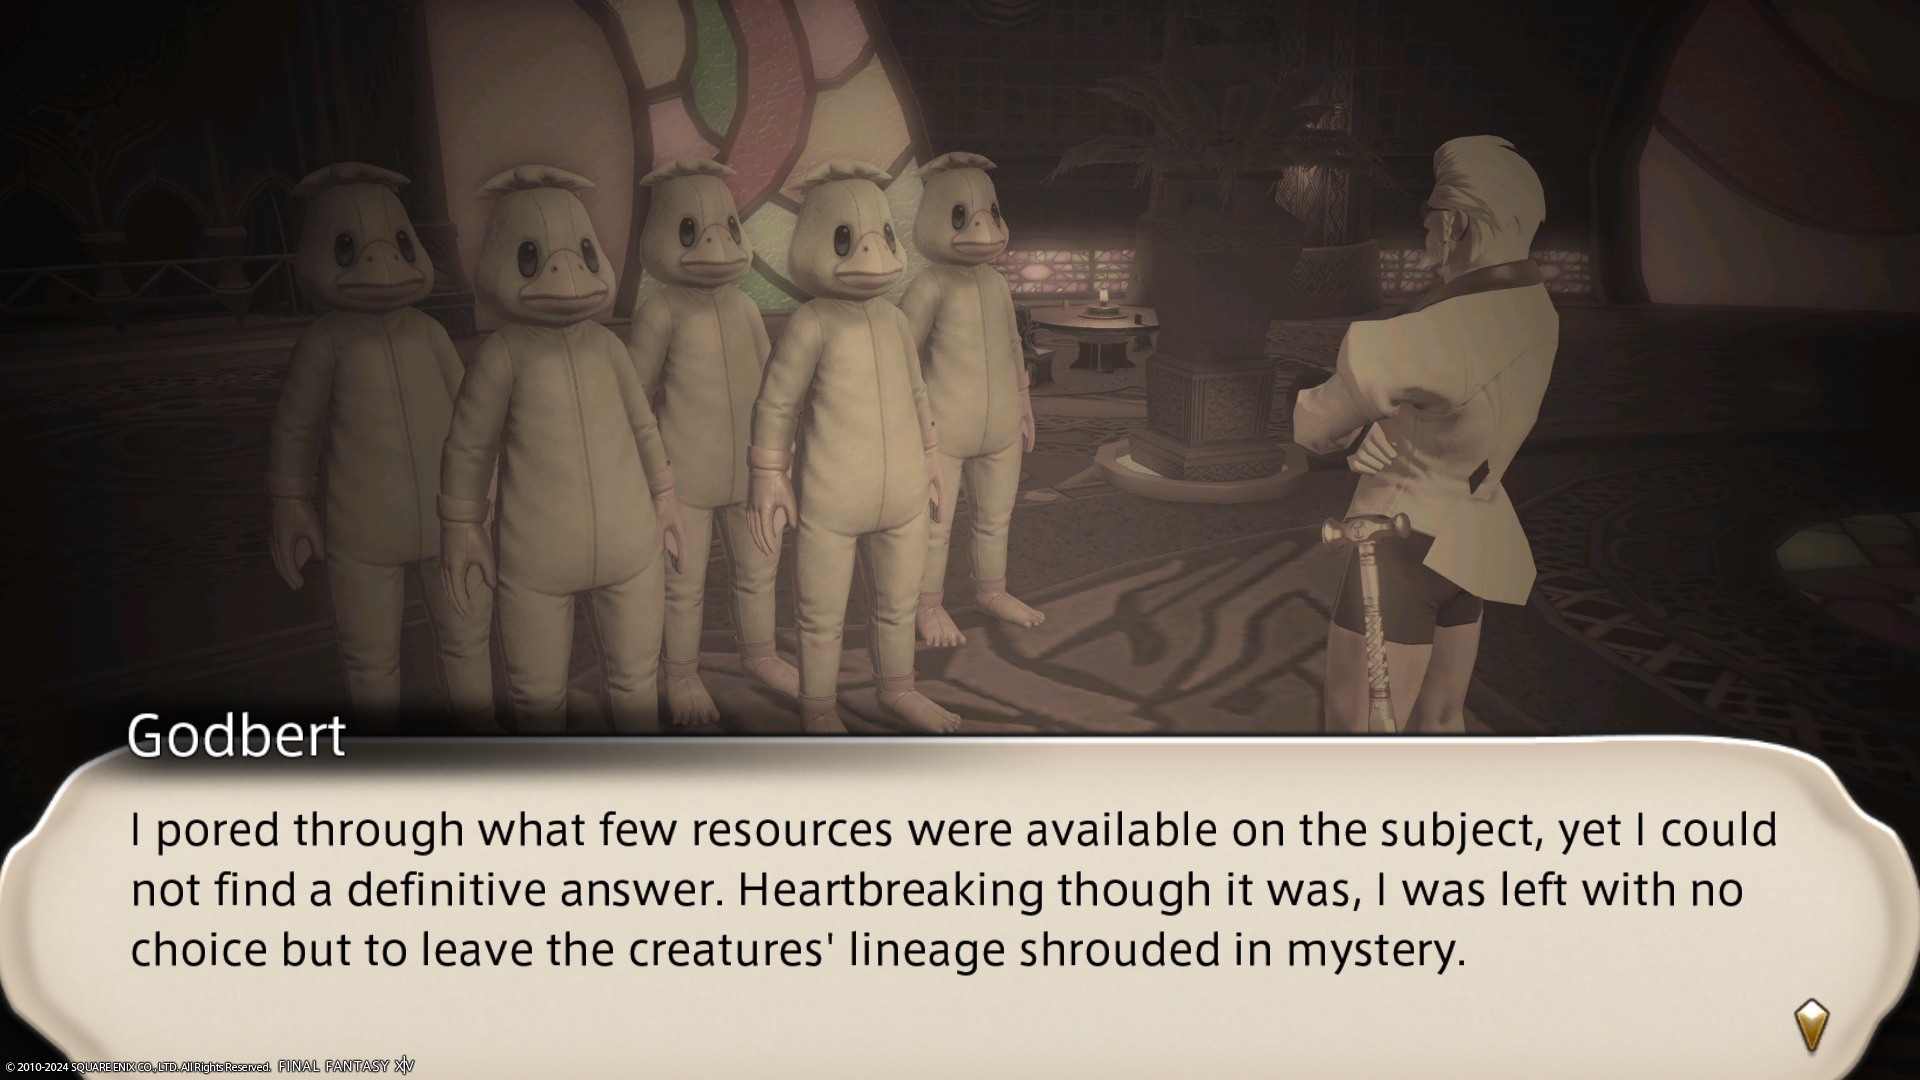 Godbert
I pored through what few resources were available on the subject, yet I could
not find a definitive answer. Heartbreaking though it was, I was left with no
choice but to leave the creatures' lineage shrouded in mystery.
© 2010-2024 SQUARE ENIX CO., LTD. All Rights Reserved. FINAL FANTASY XIV